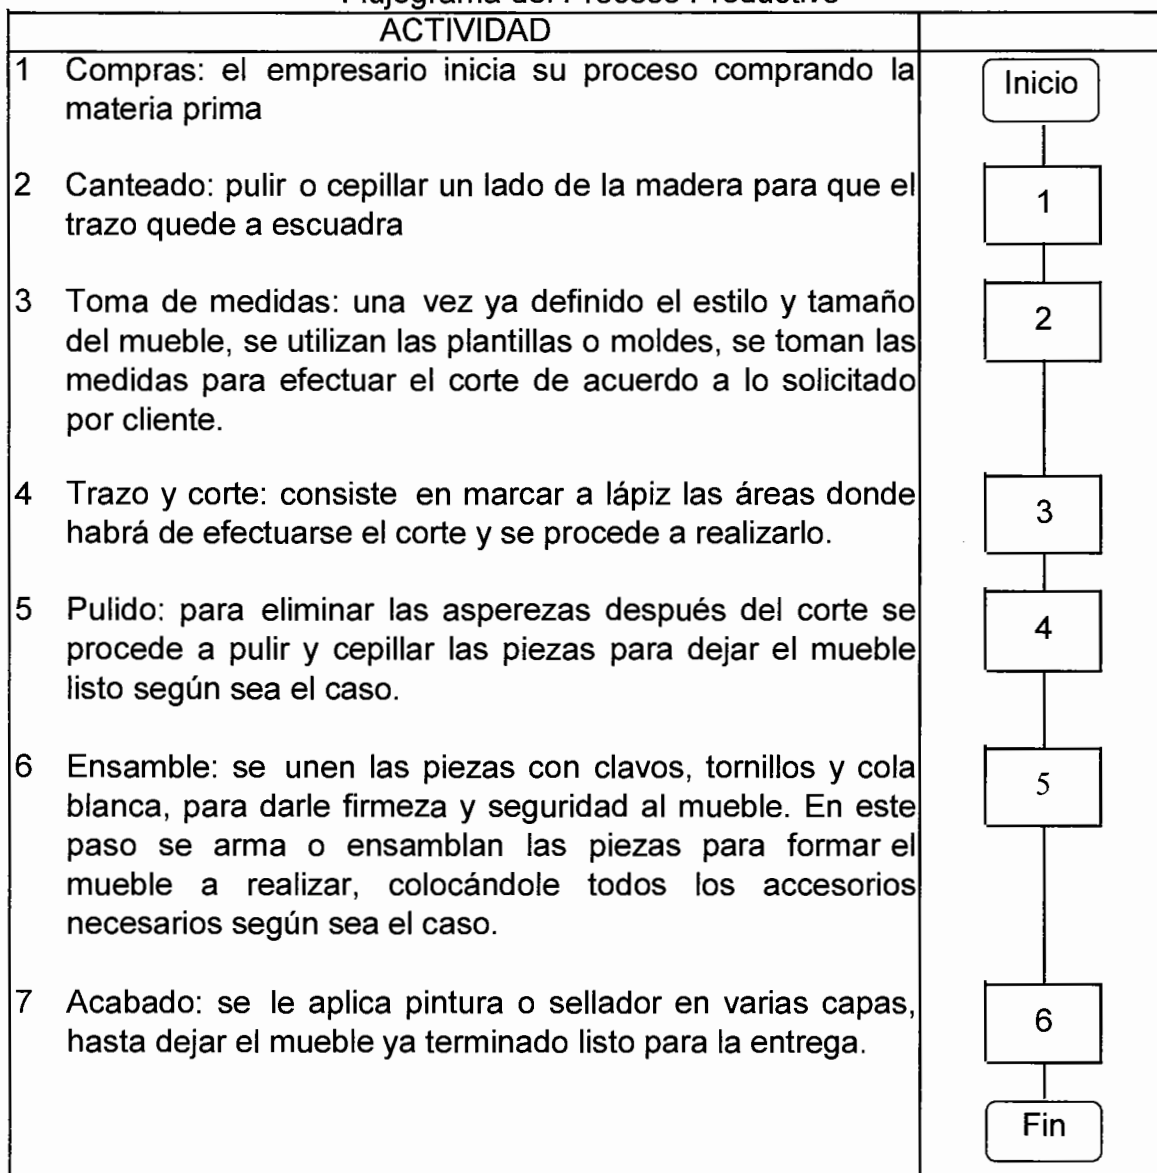 Flujograma del Proceso Productivo
ACTIVIDAD
1 Compras: el empresario inicia su proceso comprando la
materia prima
Inicio
2 Canteado: pulir o cepillar un lado de la madera para que el
trazo quede a escuadra
1
3 Toma de medidas: una vez ya definido el estilo y tamaño
del mueble, se utilizan las plantillas o moldes, se toman las
medidas para efectuar el corte de acuerdo a lo solicitado
por cliente.
2
4 Trazo y corte: consiste en marcar a lápiz las áreas donde
habrá de efectuarse el corte y se procede a realizarlo.
3
5 Pulido: para eliminar las asperezas después del corte se
procede a pulir y cepillar las piezas para dejar el mueble
listo según sea el caso.
4
6 Ensamble: se unen las piezas con clavos, tornillos y cola
blanca, para darle firmeza y seguridad al mueble. En este
paso se arma o ensamblan las piezas para formar el
mueble a realizar, colocándole todos los accesorios
necesarios según sea el caso.
5
7 Acabado: se le aplica pintura o sellador en varias capas,
hasta dejar el mueble ya terminado listo para la entrega.
6
Fin